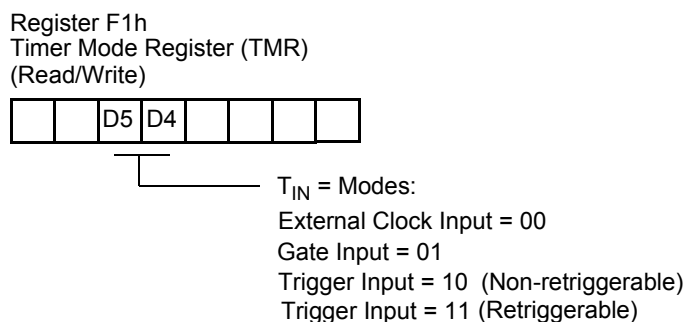 Register F1h
Timer Mode Register (TMR)
(Read/Write)
D5 D4
TIN = Modes:
External Clock Input = 00
Gate Input = 01
Trigger Input = 10 (Non-retriggerable)
Trigger Input = 11 (Retriggerable)